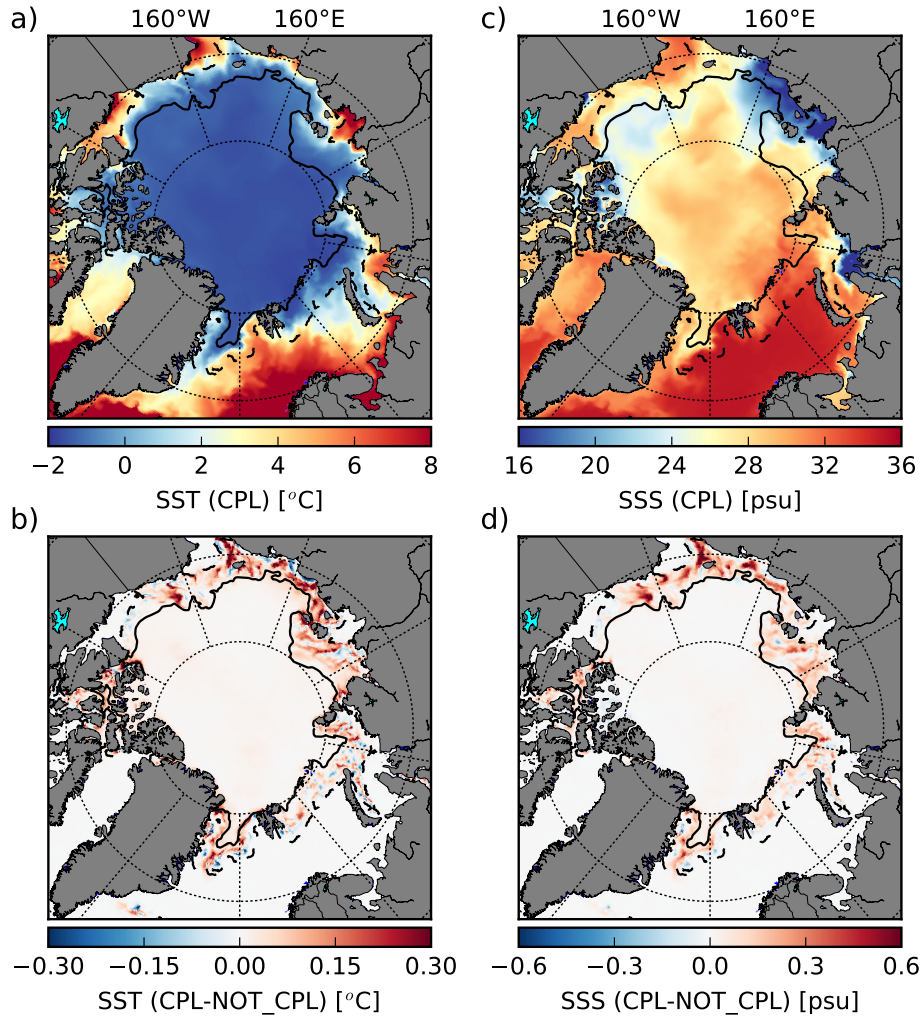 a) 160°W 160°E
c) 160°W 160°E
−2 0 2 4 6 8
SST (CPL) [°C]
16 20 24 28 32 36
SSS (CPL) [psu]
b)
d)
−0.30 −0.15 0.00 0.15 0.30
SST (CPL-NOT_CPL) [°C]
−0.6 −0.3 0.0 0.3 0.6
SSS (CPL-NOT_CPL) [psu]